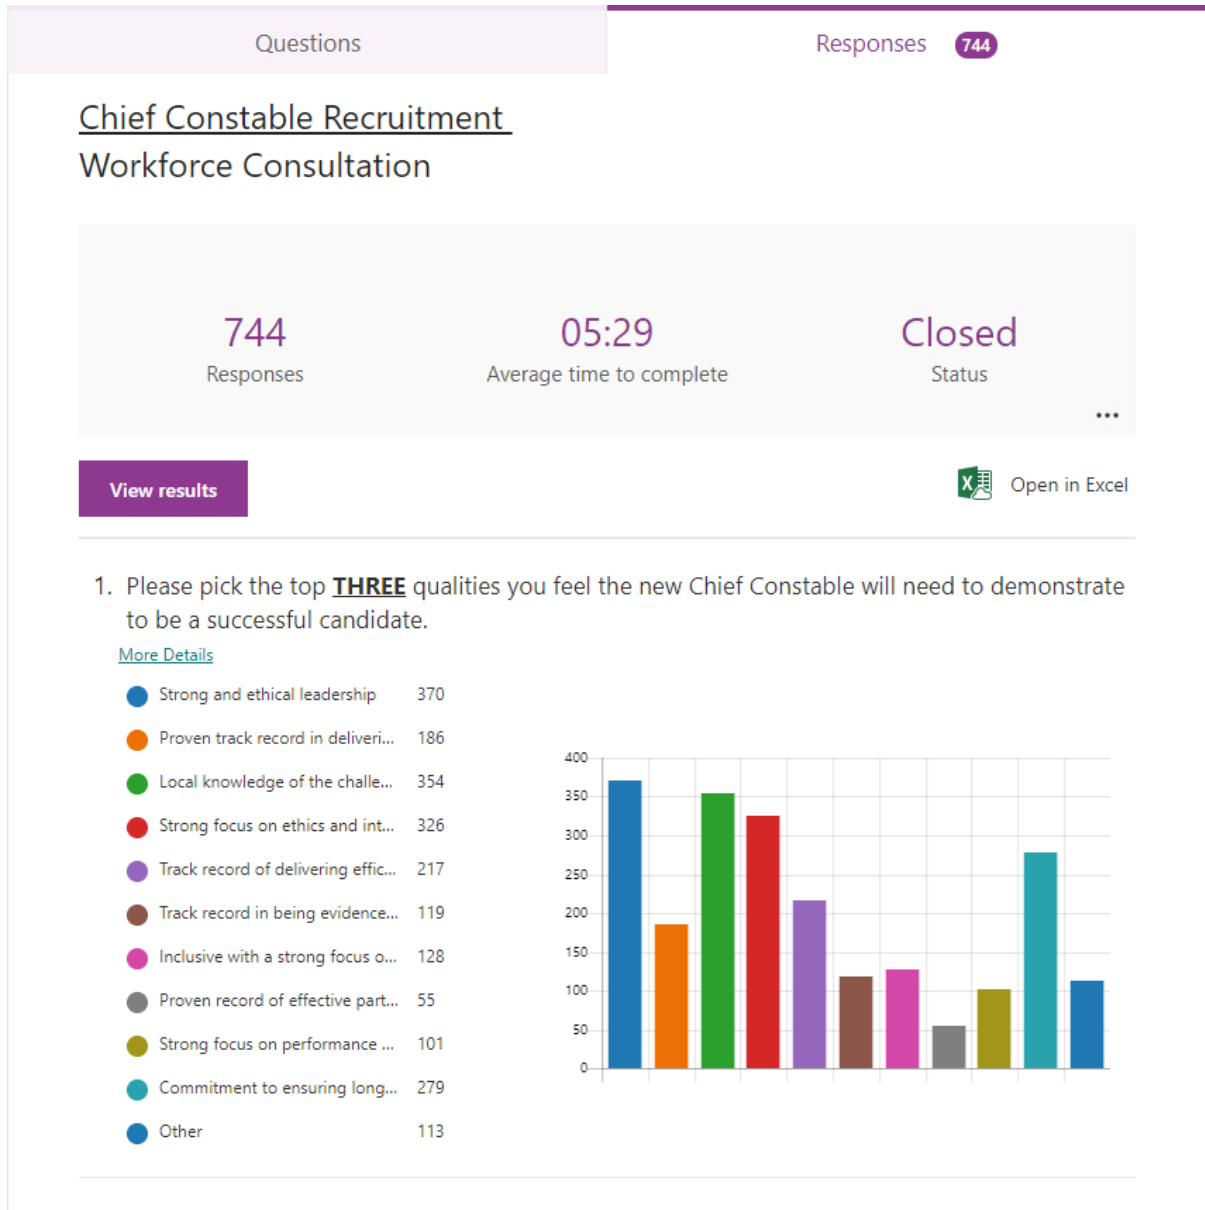 Questions
Responses 744
Chief Constable Recruitment
Workforce Consultation
744
Responses
05:29
Average time to complete
Closed
Status
...
View results
Open in Excel
1. Please pick the top THREE qualities you feel the new Chief Constable will need to demonstrate
to be a successful candidate.
More Details
Strong and ethical leadership 370
Proven track record in deliveri... 186
Local knowledge of the challe... 354
Strong focus on ethics and int... 326
Track record of delivering effic... 217
Track record in being evidence... 119
Inclusive with a strong focus o... 128
Proven record of effective part... 55
Strong focus on performance ... 101
Commitment to ensuring long... 279
Other 113
400
350
300
250
200
150
100
50
0